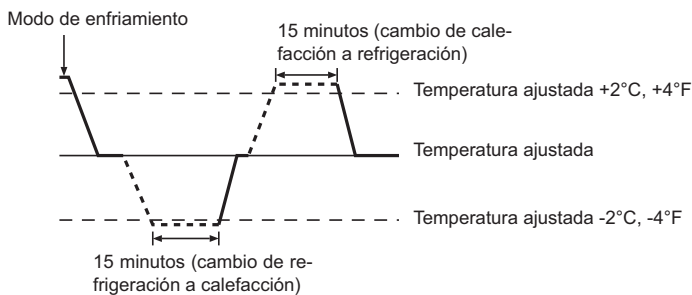 Modo de enfriamiento
15 minutos (cambio de cale-
facción a refrigeración)
Temperatura ajustada +2°C, +4°F
Temperatura ajustada
Temperatura ajustada -2°C, -4°F
15 minutos (cambio de re-
frigeración a calefacción)